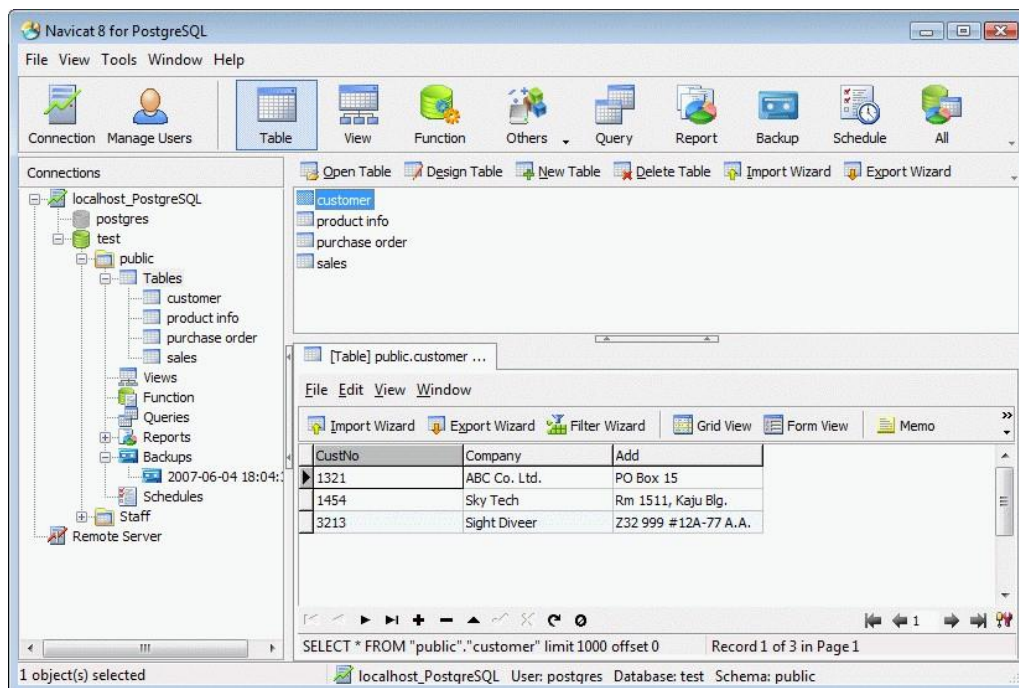 Navicat 8 for PostgreSQL
File View Tools Window Help
Connection Manage Users Table View Function Others Query Report Backup Schedule All
Connections
Open Table Design Table New Table Delete Table Import Wizard Export Wizard
localhost_PostgreSQL
postgres
test
public
Tables
customer
product info
purchase order
sales
Views
Function
Queries
Reports
Backups
2007-06-04 18:04:
Schedules
Staff
Remote Server
customer
product info
purchase order
sales
[Table] public.customer ...
File Edit View Window
Import Wizard Export Wizard Filter Wizard Grid View Form View Memo »
CustNo Company Add
1321 ABC Co. Ltd. PO Box 15
1454 Sky Tech Rm 1511, Kaju Blg.
3213 Sight Diveer Z32 999 #12A-77 A.A.
1
SELECT * FROM "public"."customer" limit 1000 offset 0 Record 1 of 3 in Page 1
1 object(s) selected localhost_PostgreSQL User: postgres Database: test Schema: public